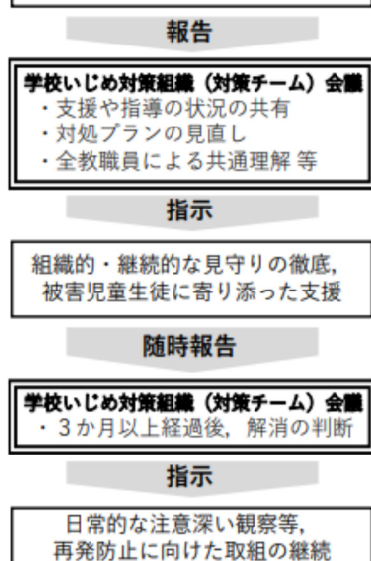 報告
学校いじめ対策組織（対策チーム）会議
・支援や指導の状況の共有
・対処プランの見直し
・全教職員による共通理解 等
指示
組織的・継続的な見守りの徹底，
被害児童生徒に寄り添った支援
随時報告
学校いじめ対策組織（対策チーム）会議
・３か月以上経過後，解消の判断
指示
日常的な注意深い観察等，
再発防止に向けた取組の継続